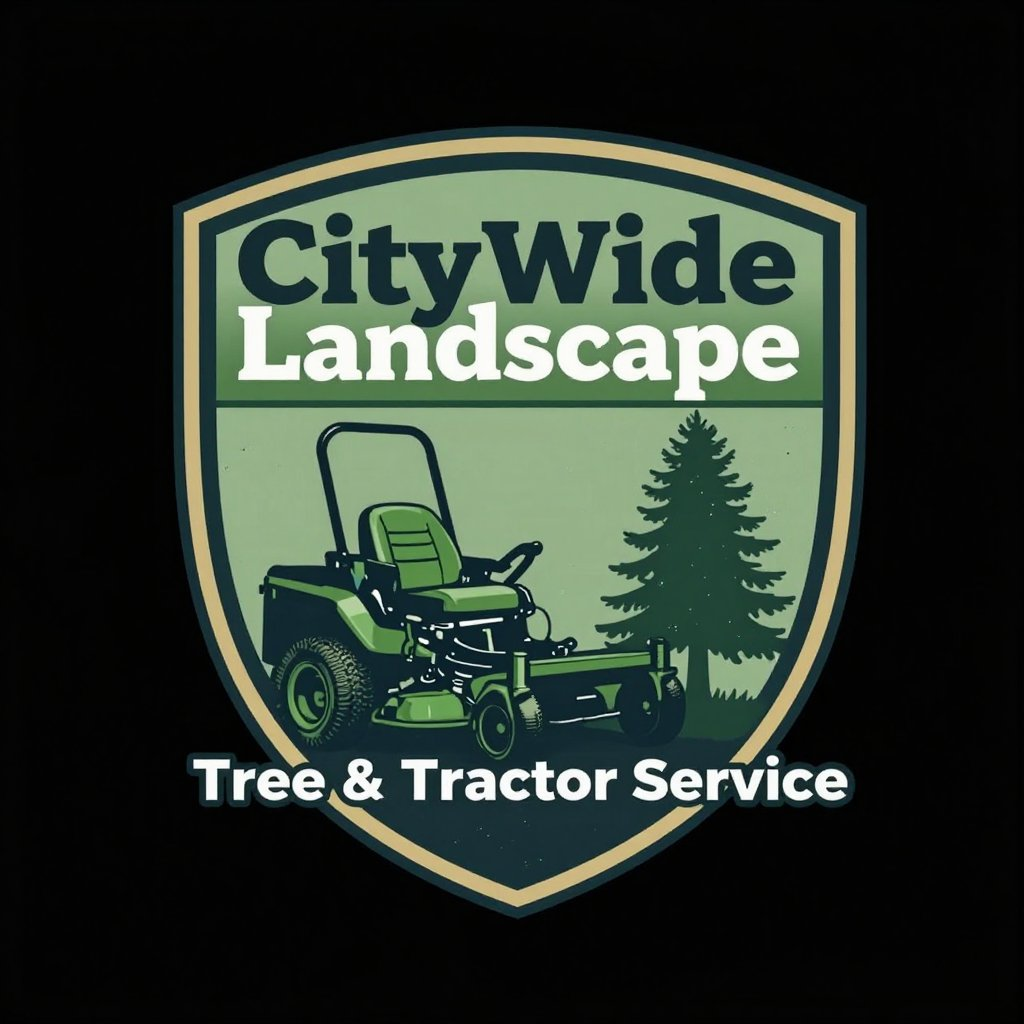 CityWide
Landscape
Tree & Tractor Service